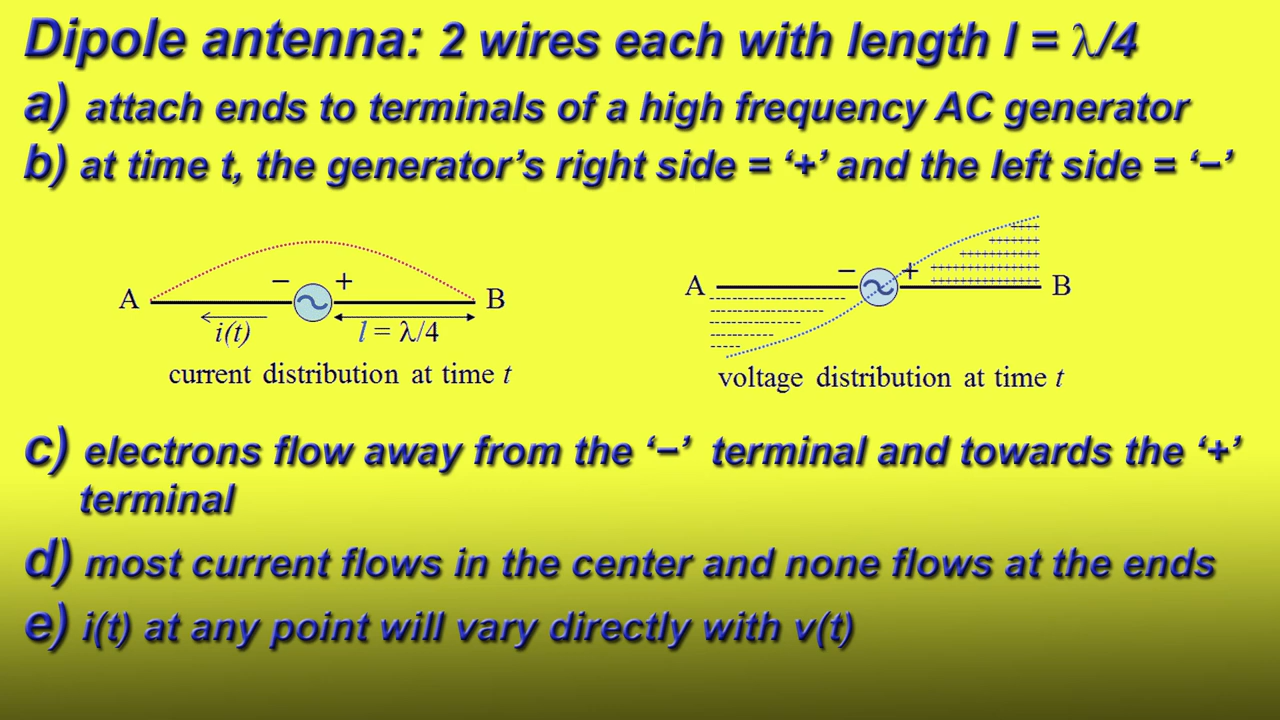 Dipole antenna: 2 wires each with length l = λ/4
a) attach ends to terminals of a high frequency AC generator
b) at time t, the generator’s right side = ‘+’ and the left side = ‘−’
A − + B
i(t) l = λ/4
current distribution at time t
A − + B
voltage distribution at time t
c) electrons flow away from the ‘−’ terminal and towards the ‘+’
terminal
d) most current flows in the center and none flows at the ends
e) i(t) at any point will vary directly with v(t)